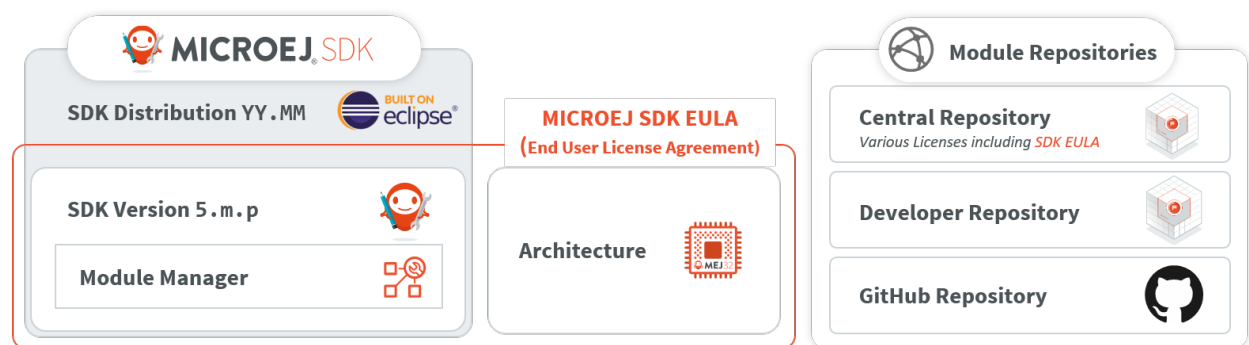 MICROEJ® SDK
SDK Distribution YY.MM
BUILT ON
eclipse®
MICROEJ SDK EULA
(End User License Agreement)
SDK Version 5.m.p
Module Manager
Architecture
MEJ32
Module Repositories
Central Repository
Various Licenses including SDK EULA
Developer Repository
GitHub Repository